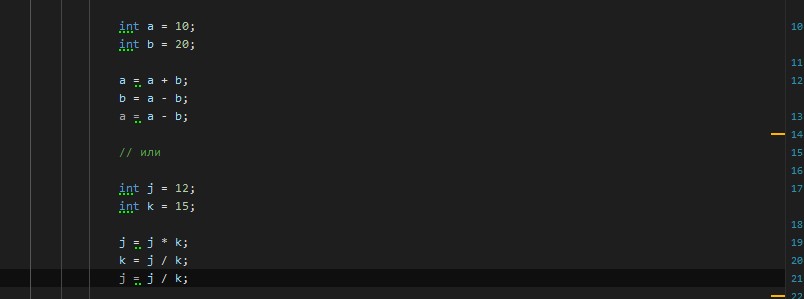 int a = 10;
int b = 20;
a = a + b;
b = a - b;
a = a - b;
// или
int j = 12;
int k = 15;
j = j * k;
k = j / k;
j = j / k;
10
11
12
13
14
15
16
17
18
19
20
21
22